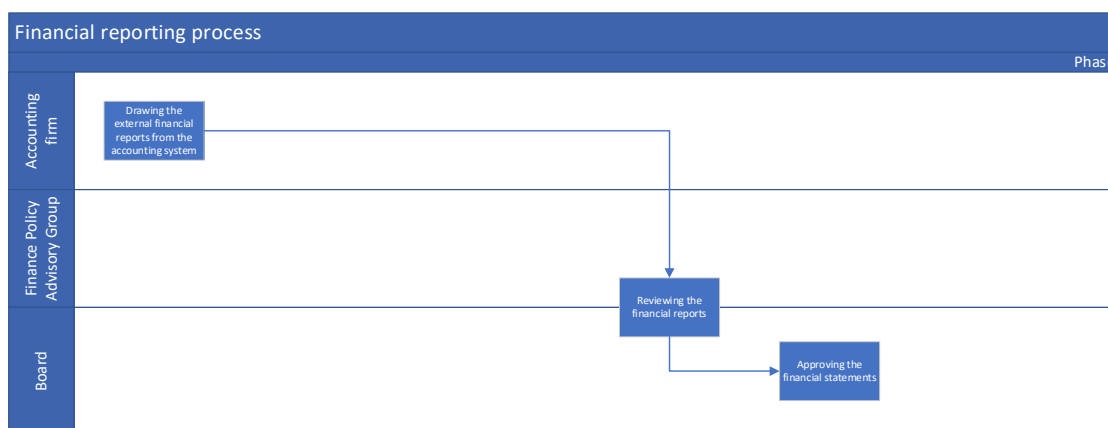 Financial reporting process
Phase
Accounting
firm
Drawing the
external financial
reports from the
accounting system
Finance Policy
Advisory Group
Reviewing the
financial reports
Board
Approving the
financial statements